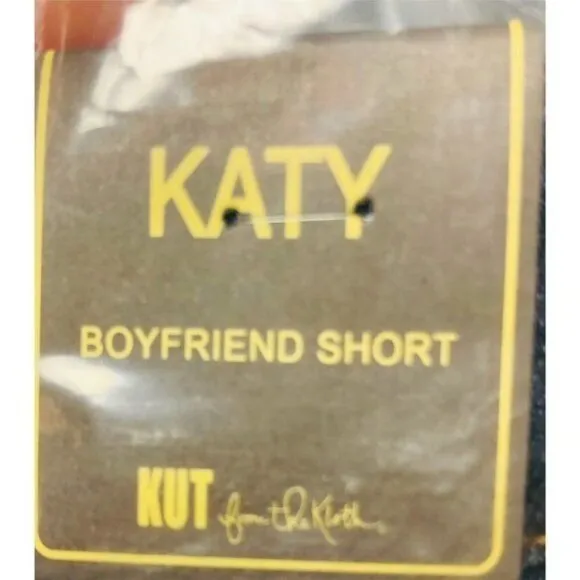 KATY
BOYFRIEND SHORT
KUT from the Kloth